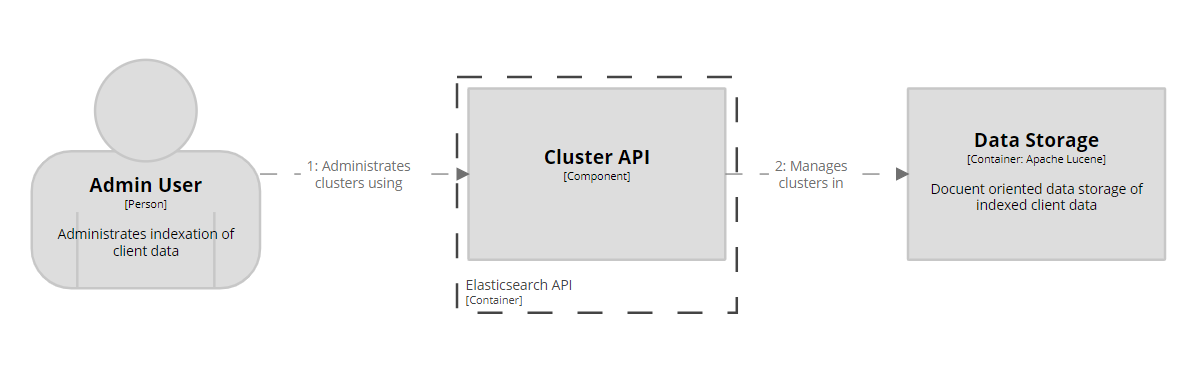 Admin User
[Person]
Administrates indexation of
client data
1: Administrates
clusters using
Cluster API
[Component]
Elasticsearch API
[Container]
2: Manages
clusters in
Data Storage
[Container: Apache Lucene]
Docuent oriented data storage of
indexed client data